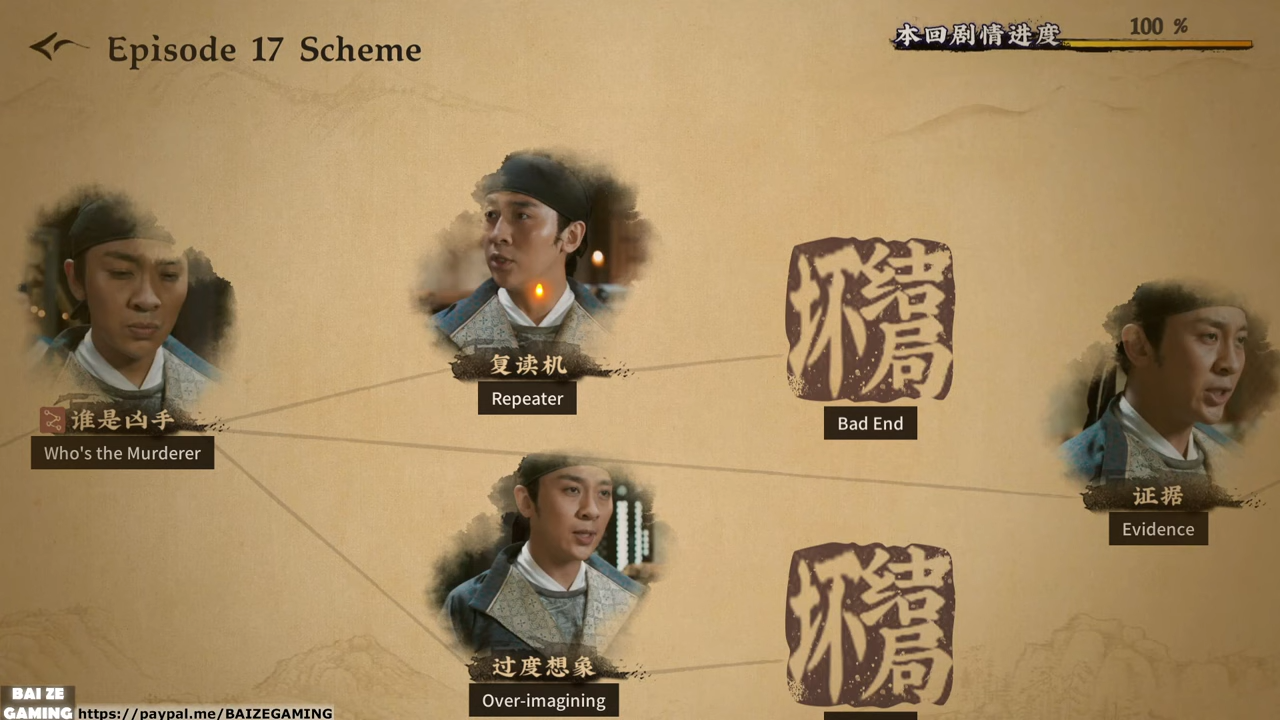 Episode 17 Scheme
本回剧情进度
100 %
复读机
Repeater
坏结局
Bad End
谁是凶手
Who's the Murderer
证据
Evidence
过度想象
Over-imagining
坏结局
BAI ZE
GAMING https://paypal.me/BAIZEGAMING